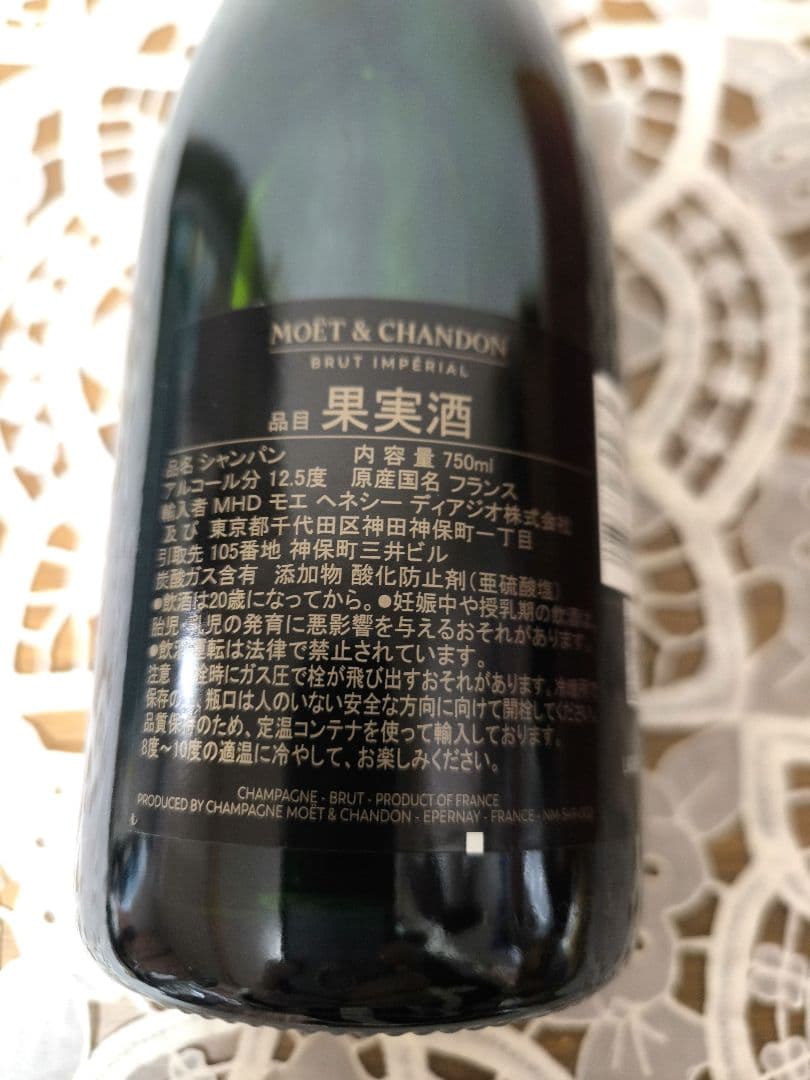 MOËT & CHANDON
BRUT IMPÉRIAL
品目 果実酒
品名 シャンパン 内容量 750ml
アルコール分 12.5度 原産国名 フランス
輸入者 MHD モエ ヘネシー ディアジオ株式会社
及び 東京都千代田区神田神保町一丁目
引取先 105番地 神保町三井ビル
炭酸ガス含有 添加物 酸化防止剤(亜硫酸塩)
●飲酒は20歳になってから。●妊娠中や授乳期の飲酒は、
胎児・乳児の発育に悪影響を与えるおそれがあります。
●飲酒運転は法律で禁止されています。
注意 栓時にガス圧で栓が飛び出すおそれがあります。
保存の 、瓶口は人のいない安全な方向に向けて開栓してください。
品質保持のため、定温コンテナを使って輸入しております。
8度～10度の適温に冷やして、お楽しみください。
CHAMPAGNE - BRUT - PRODUCT OF FRANCE
PRODUCED BY CHAMPAGNE MOËT & CHANDON - EPERNAY - FRANCE -